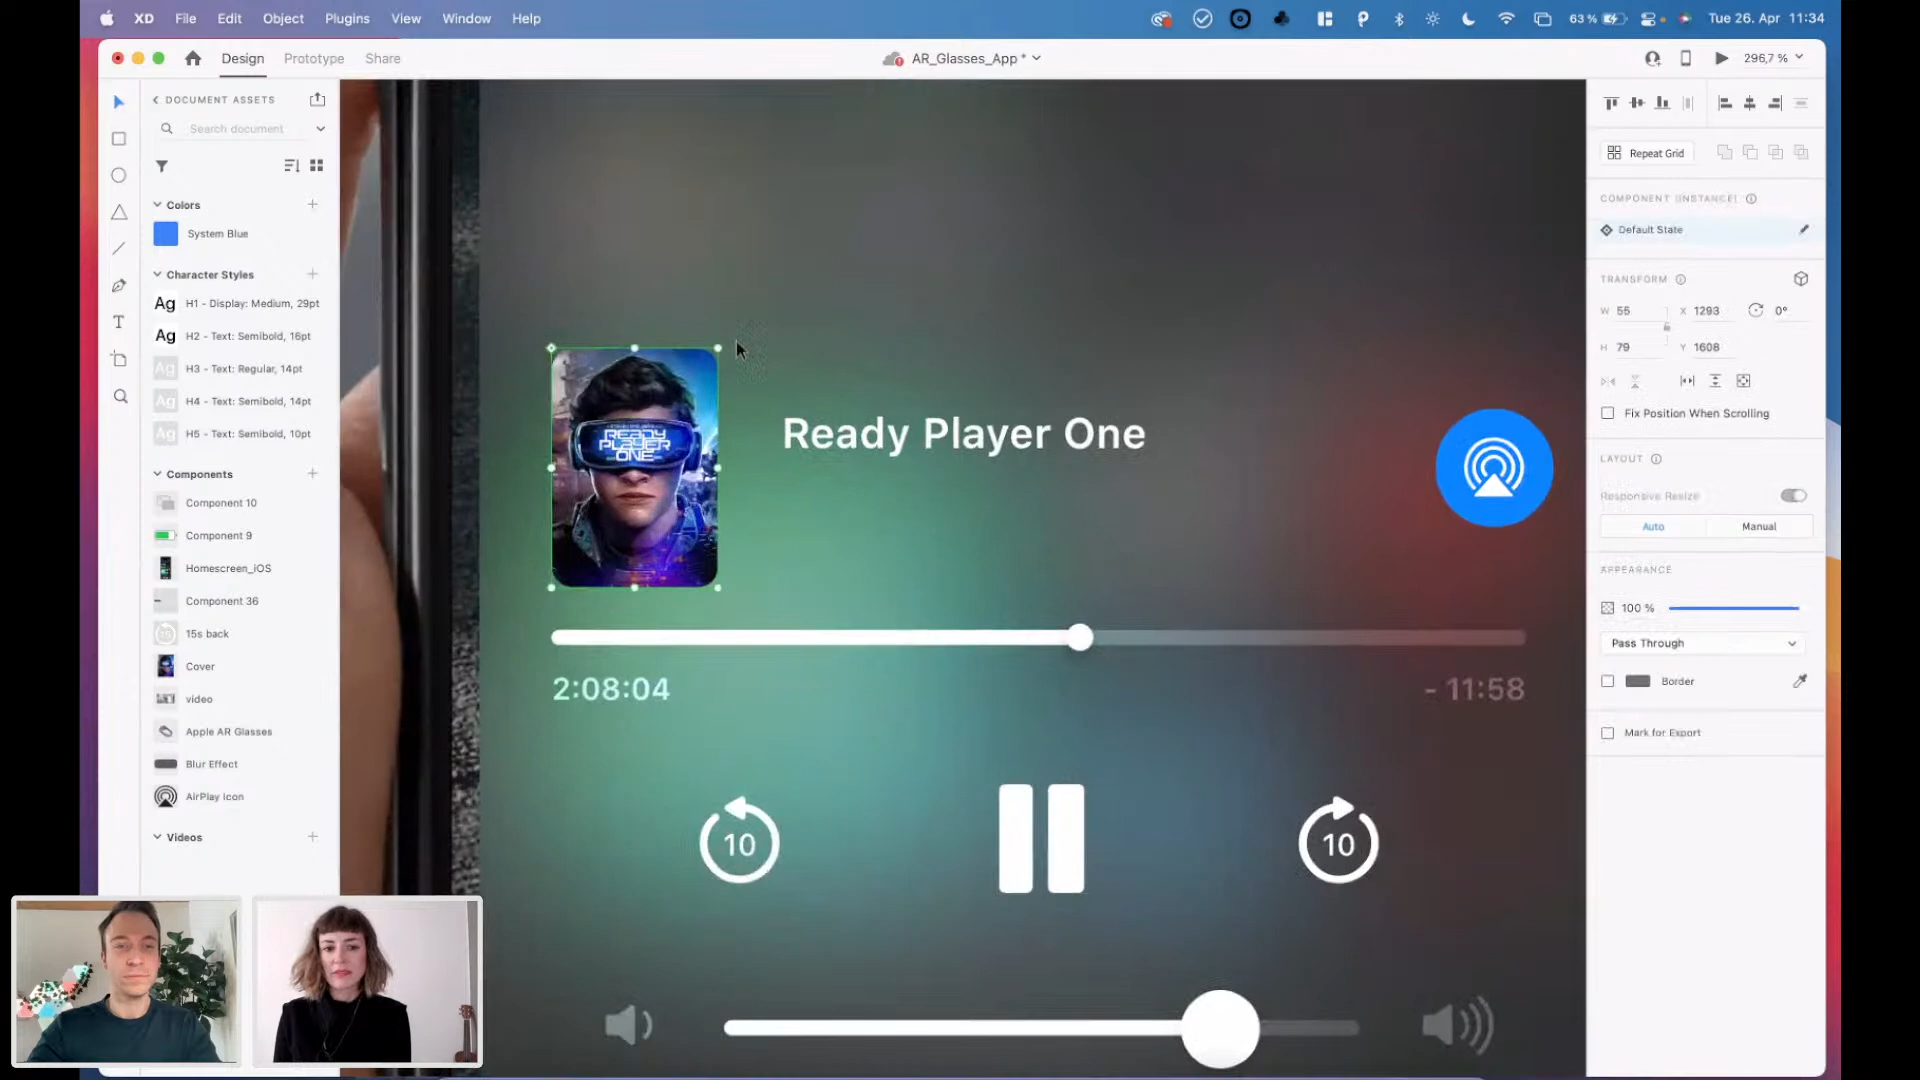 XD File Edit Object Plugins View Window Help
63 % Tue 26. Apr 11:34
Design Prototype Share
AR_Glasses_App *
296,7 %
DOCUMENT ASSETS
Search document
Colors
System Blue
Character Styles
Ag H1 - Display: Medium, 29pt
Ag H2 - Text: Semibold, 16pt
Ag H3 - Text: Regular, 14pt
Ag H4 - Text: Semibold, 14pt
Ag H5 - Text: Semibold, 10pt
Components
Component 10
Component 9
Homescreen_iOS
Component 36
15s back
Cover
video
Apple AR Glasses
Blur Effect
AirPlay Icon
Videos
READY
PLAYER
ONE
Ready Player One
2:08:04
- 11:58
10
10
Repeat Grid
COMPONENT (INSTANCE)
Default State
TRANSFORM
W 55 X 1293 0°
H 79 Y 1608
Fix Position When Scrolling
LAYOUT
Responsive Resize
Auto Manual
APPEARANCE
100 %
Pass Through
Border
Mark for Export